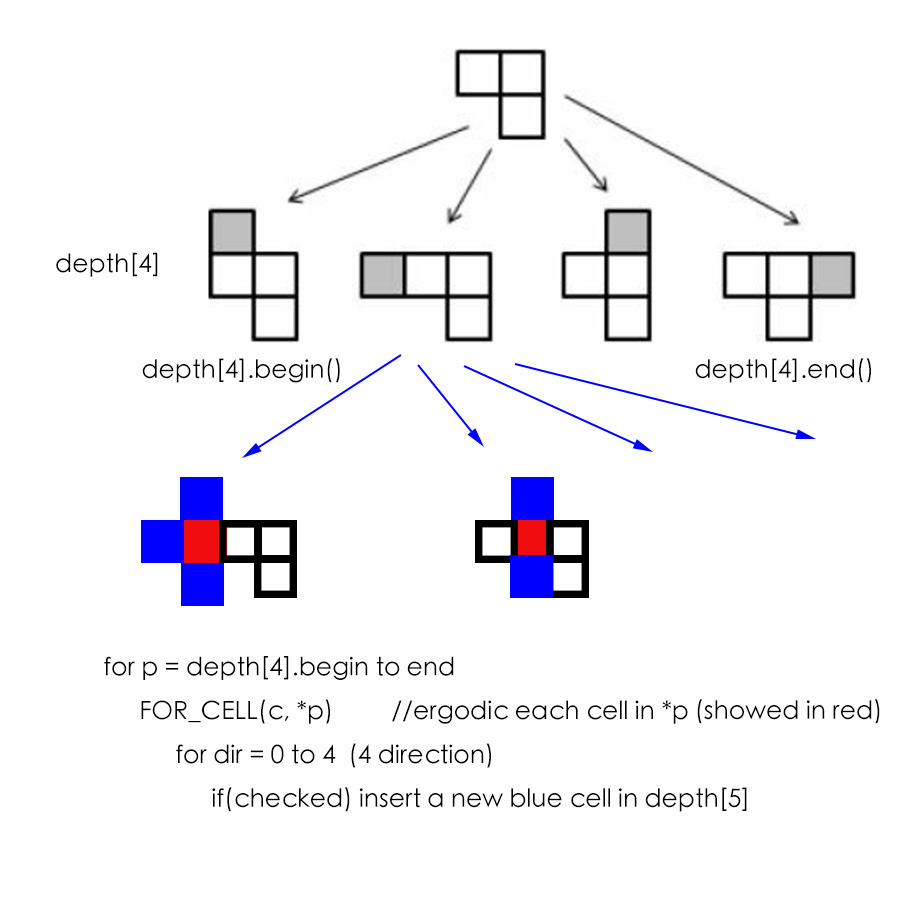 depth[4]
depth[4].begin()
depth[4].end()
for p = depth[4].begin to end
FOR_CELL(c, *p) //ergodic each cell in *p (showed in red)
for dir = 0 to 4 (4 direction)
if(checked) insert a new blue cell in depth[5]